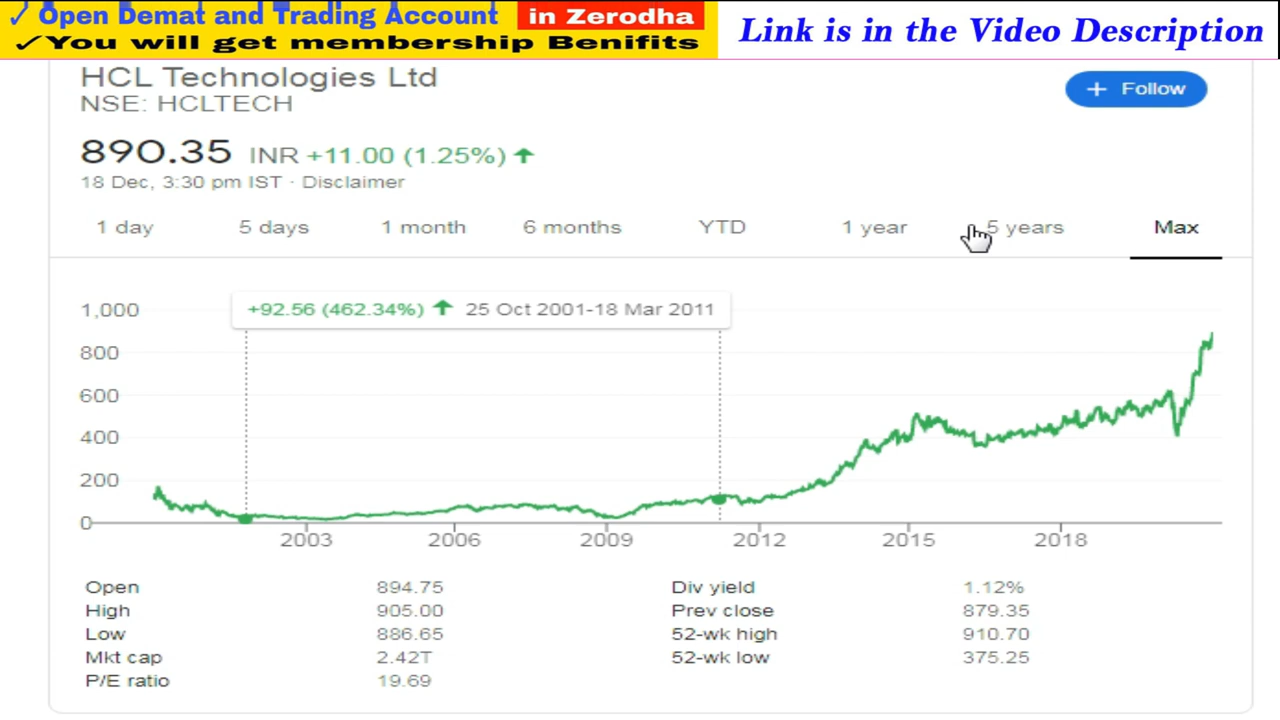 ✓ Open Demat and Trading Account in Zerodha
✓You will get membership Benifits
Link is in the Video Description
HCL Technologies Ltd
NSE: HCLTECH
+ Follow
890.35 INR +11.00 (1.25%) ↑
18 Dec, 3:30 pm IST · Disclaimer
1 day 5 days 1 month 6 months YTD 1 year 5 years Max
+92.56 (462.34%) ↑ 25 Oct 2001-18 Mar 2011
1,000
800
600
400
200
0
2003 2006 2009 2012 2015 2018
Open 894.75 Div yield 1.12%
High 905.00 Prev close 879.35
Low 886.65 52-wk high 910.70
Mkt cap 2.42T 52-wk low 375.25
P/E ratio 19.69